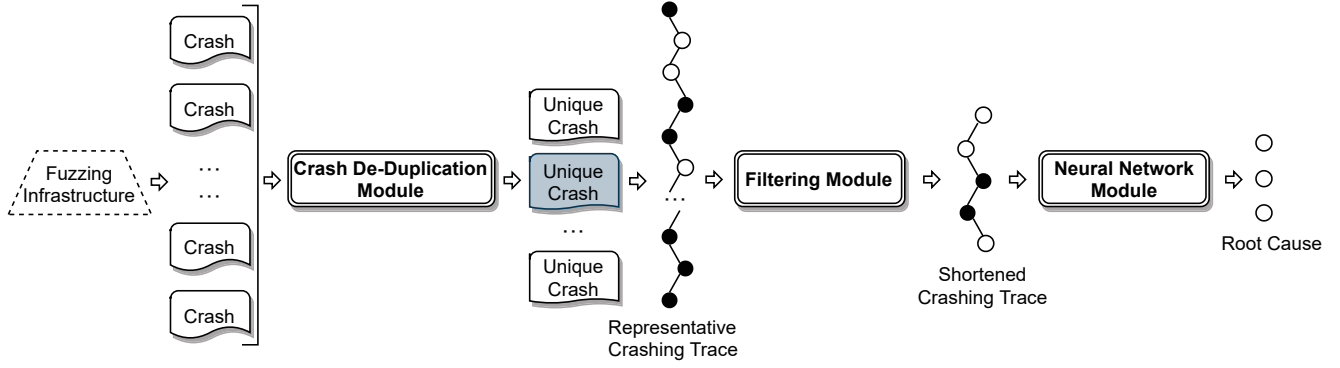 Fuzzing
Infrastructure
Crash
Crash
...
...
Crash
Crash
Crash De-Duplication
Module
Unique
Crash
Unique
Crash
...
Unique
Crash
...
Representative
Crashing Trace
Filtering Module
Shortened
Crashing Trace
Neural Network
Module
Root Cause